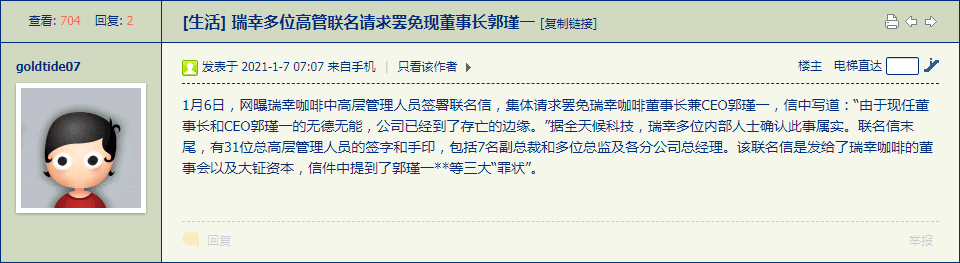 查看: 704 | 回复: 2
[生活] 瑞幸多位高管联名请求罢免现董事长郭瑾一 [复制链接]
goldtide07
发表于 2021-1-7 07:07 来自手机 | 只看该作者
楼主 电梯直达
1月6日，网曝瑞幸咖啡中高层管理人员签署联名信，集体请求罢免瑞幸咖啡董事长兼CEO郭瑾一，信中写道：“由于现任董
事长和CEO郭瑾一的无德无能，公司已经到了存亡的边缘。”据全天候科技，瑞幸多位内部人士确认此事属实。联名信末
尾，有31位总高层管理人员的签字和手印，包括7名副总裁和多位总监及各分公司总经理。该联名信是发给了瑞幸咖啡的董
事会以及大钲资本，信件中提到了郭瑾一**等三大“罪状”。
回复
举报